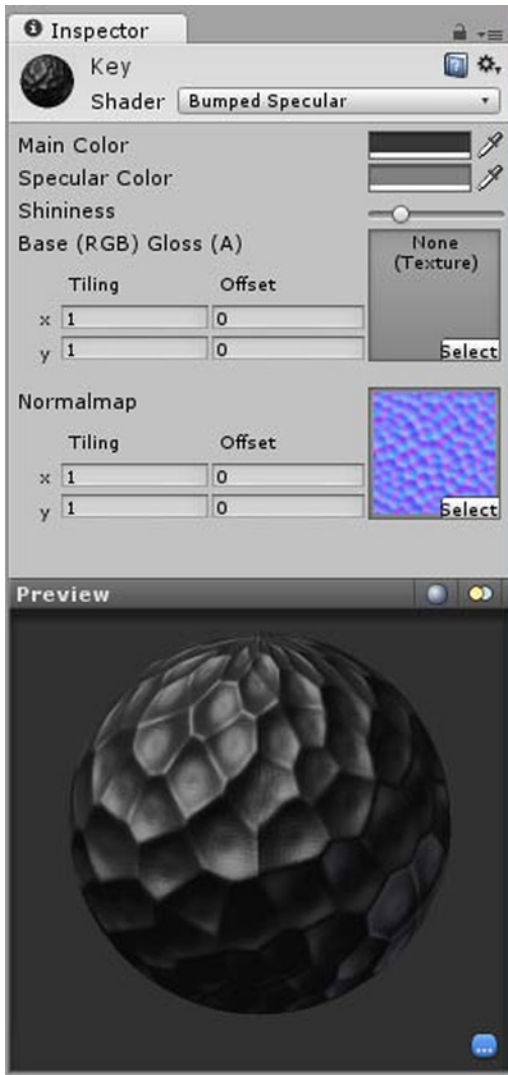 Inspector
Key
Shader Bumped Specular
Main Color
Specular Color
Shininess
Base (RGB) Gloss (A)
None
(Texture)
Tiling Offset
x 1 0
y 1 0
Select
Normalmap
Tiling Offset
x 1 0
y 1 0
Select
Preview